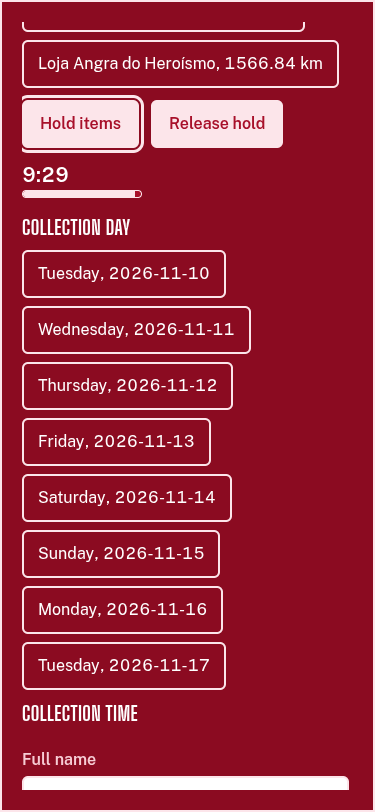 Loja Angra do Heroísmo, 1566.84 km
Hold items
Release hold
9:29
COLLECTION DAY
Tuesday, 2026-11-10
Wednesday, 2026-11-11
Thursday, 2026-11-12
Friday, 2026-11-13
Saturday, 2026-11-14
Sunday, 2026-11-15
Monday, 2026-11-16
Tuesday, 2026-11-17
COLLECTION TIME
Full name